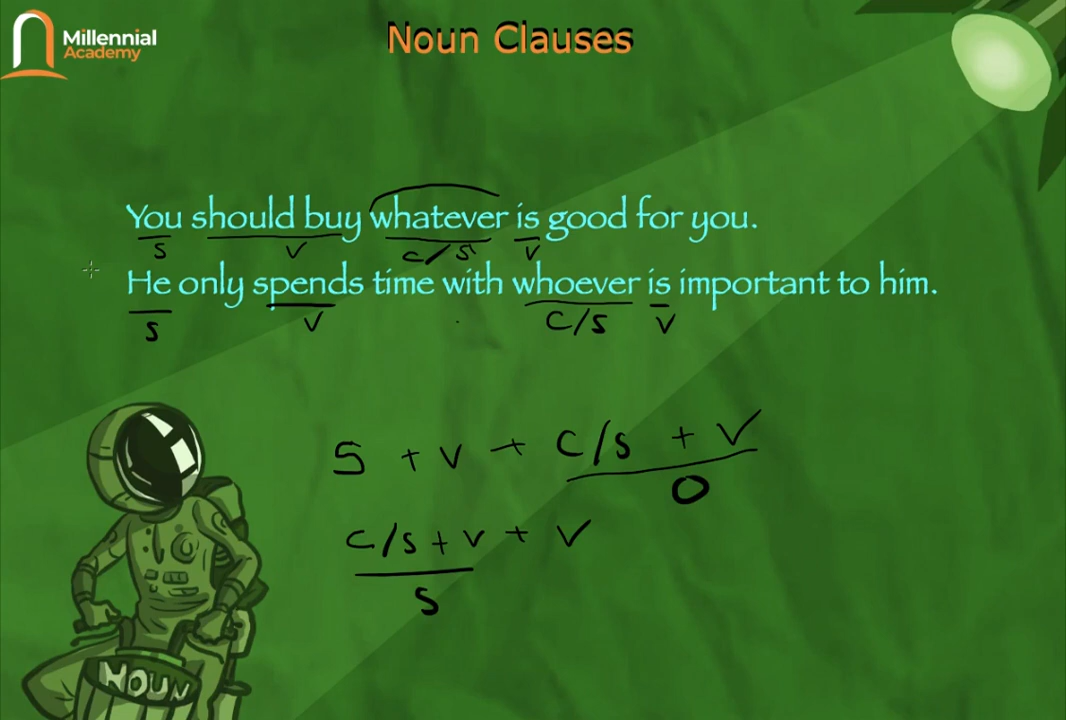 Millennial
Academy
Noun Clauses
You should buy whatever is good for you.
S V C/S V
He only spends time with whoever is important to him.
S V C/S V
S + V + C/S + V
O
C/S + V + V
S
NOUN